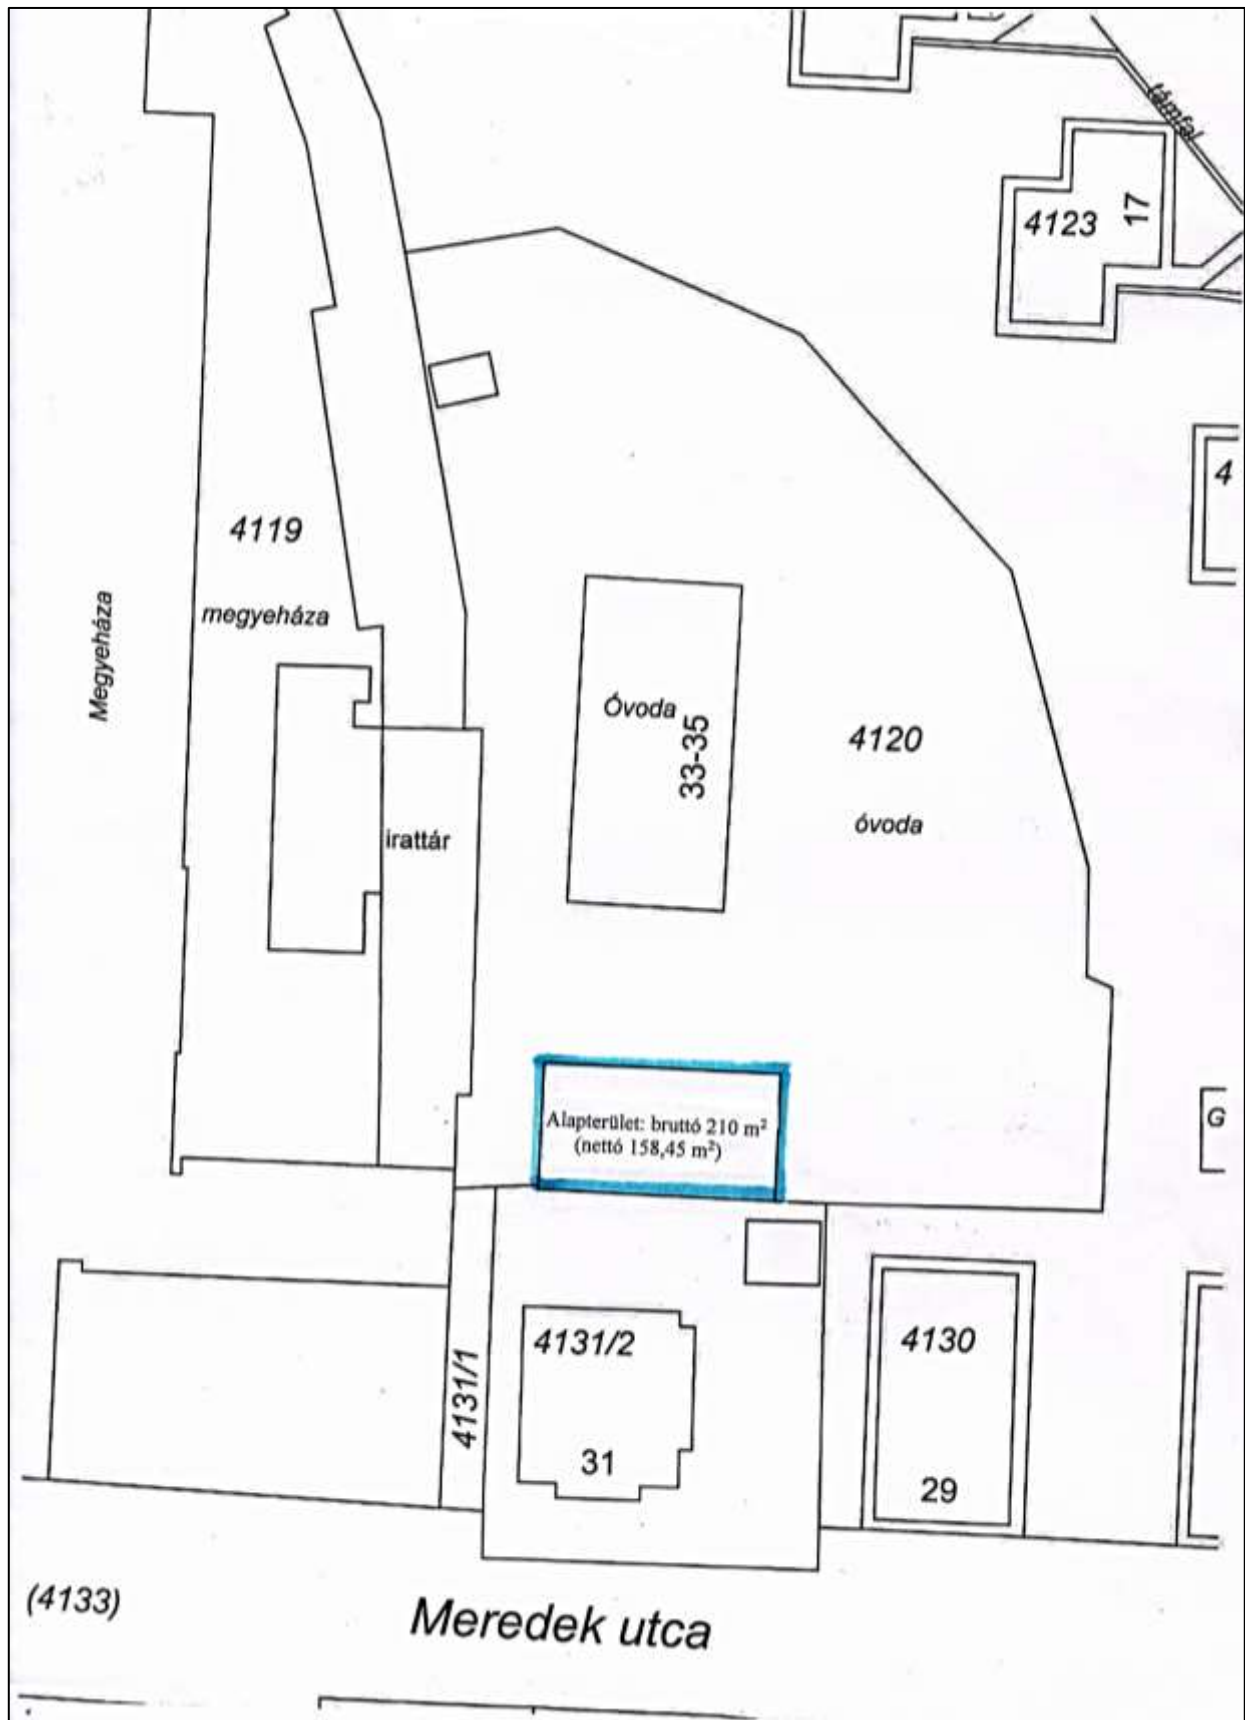 támfal
4123
17
4
4119
megyeháza
Megyeháza
Óvoda
33-35
4120
óvoda
irattár
Alapterület: bruttó 210 m²
(nettó 158,45 m²)
G
4131/1
4131/2
31
4130
29
(4133)
Meredek utca